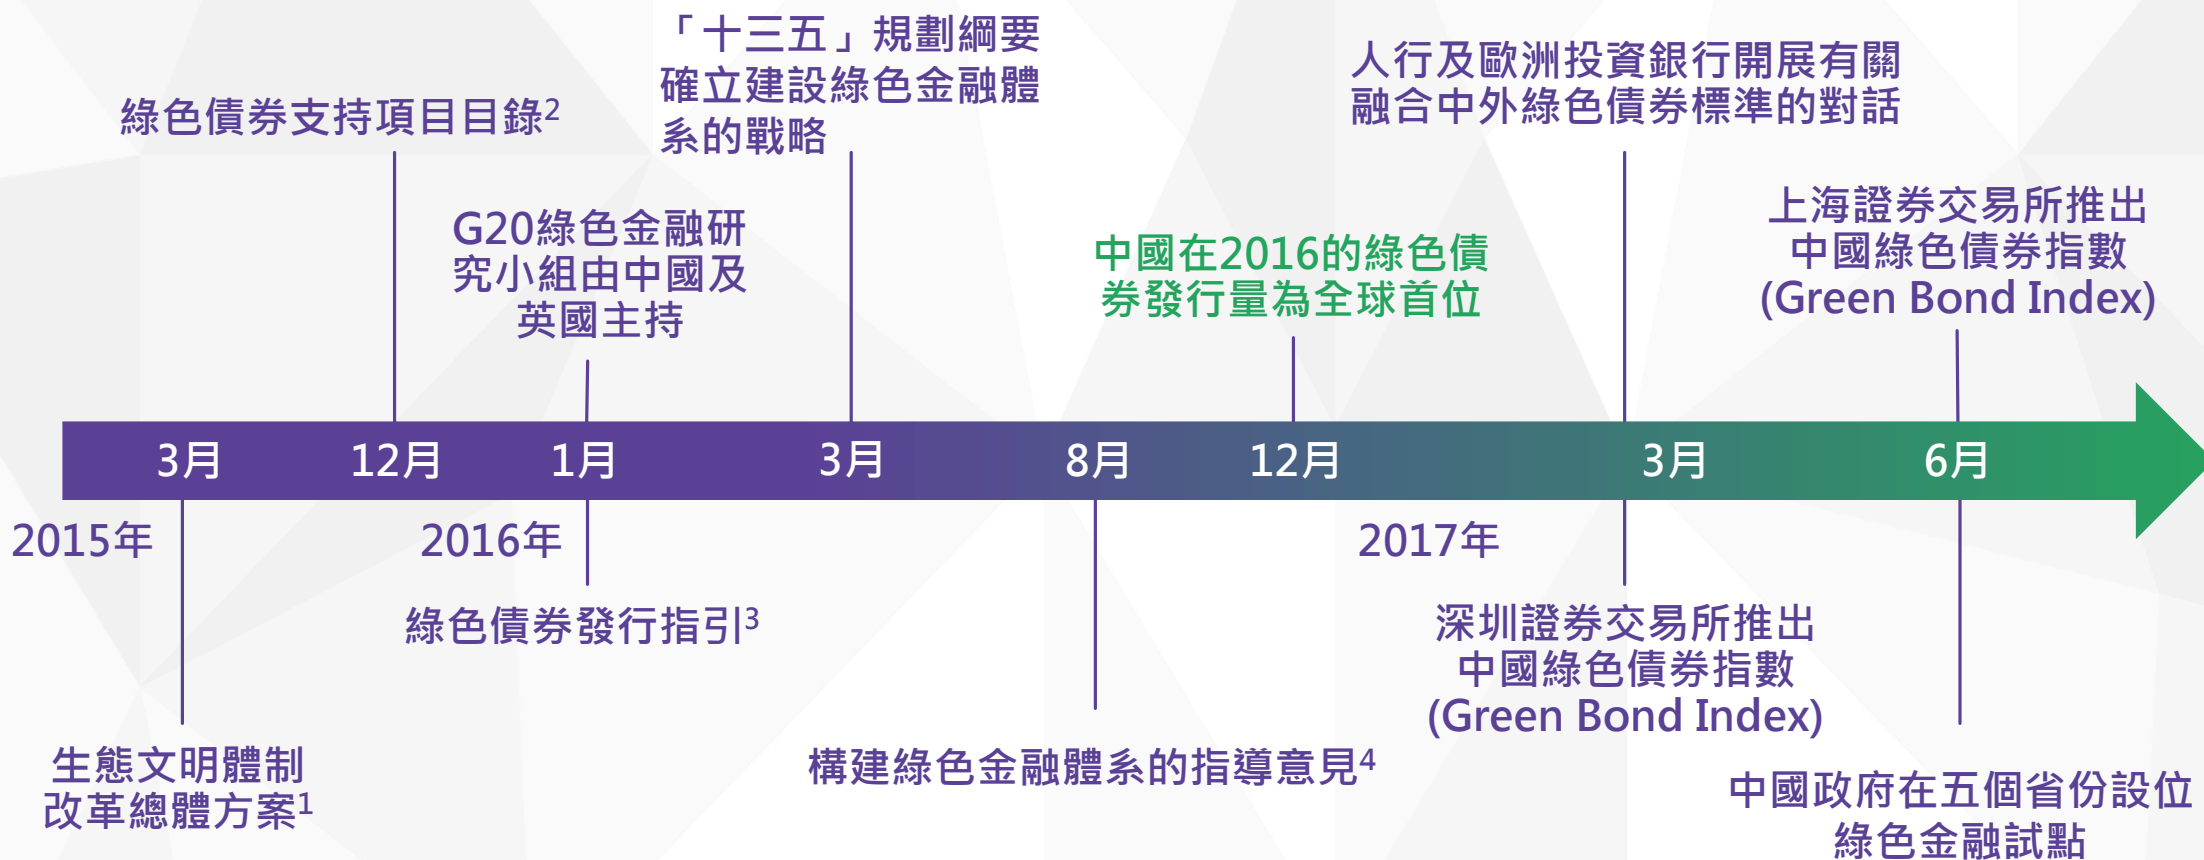 「十三五」規劃綱要
確立建設綠色金融體
系的戰略
人行及歐洲投資銀行開展有關
融合中外綠色債券標準的對話
綠色債券支持項目目錄2
G20綠色金融研
究小組由中國及
英國主持
中國在2016的綠色債
券發行量為全球首位
上海證券交易所推出
中國綠色債券指數
(Green Bond Index)
3月
12月
1月
3月
8月
12月
3月
6月
2015年
2016年
2017年
綠色債券發行指引3
深圳證券交易所推出
中國綠色債券指數
(Green Bond Index)
生態文明體制
改革總體方案1
構建綠色金融體系的指導意見4
中國政府在五個省份設位
綠色金融試點